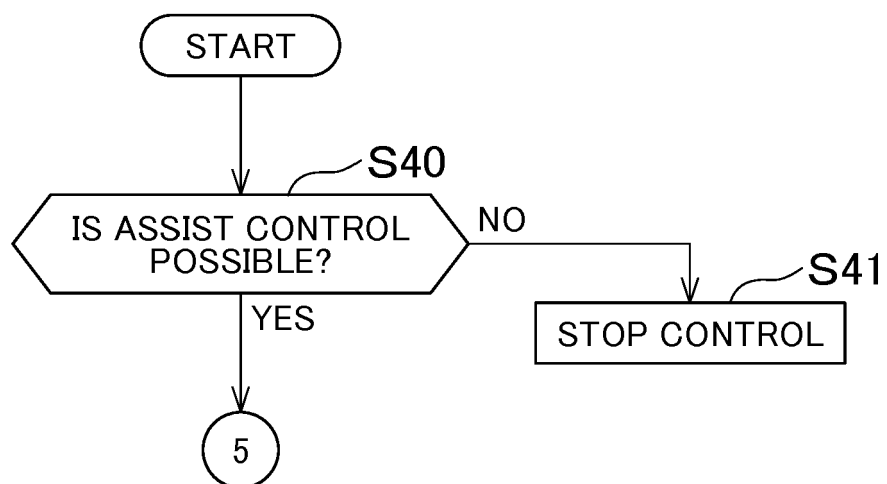 START
S40
IS ASSIST CONTROL
POSSIBLE?
NO
S41
STOP CONTROL
YES
5